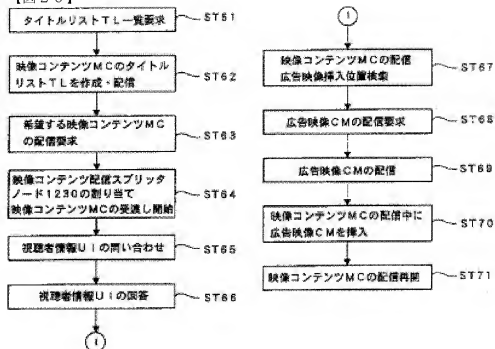 タイトルリストTL一覧要求
ST61
映像コンテンツMCのタイトル
リストTLを作成・配信
ST62
希望する映像コンテンツMC
の配信要求
ST63
映像コンテンツ配信スプリッタ
ノード1230の割り当て
映像コンテンツMCの受渡し開始
ST64
視聴者情報UIの問い合わせ
ST65
視聴者情報UIの回答
ST66
1
1
映像コンテンツMCの配信
広告映像挿入位置検索
ST67
広告映像CMの配信要求
ST68
広告映像CMの配信
ST69
映像コンテンツMCの配信中に
広告映像CMを挿入
ST70
映像コンテンツMCの配信再開
ST71